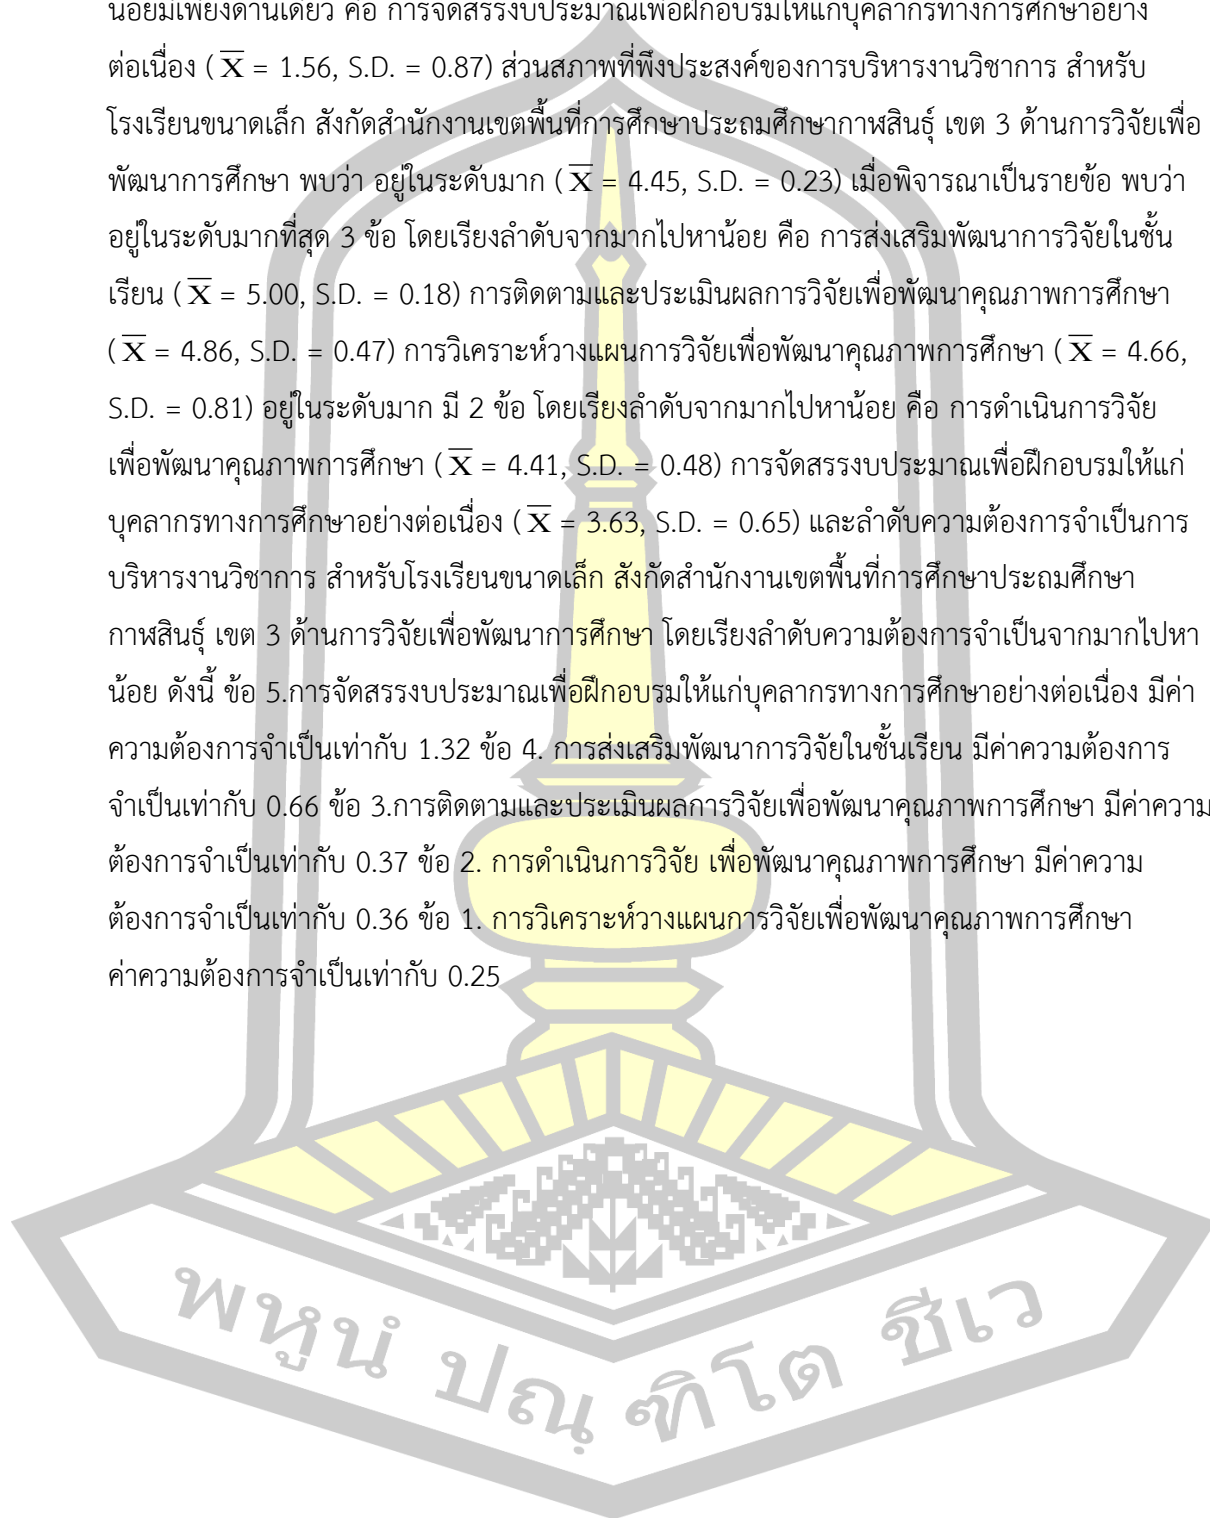 น้อยมีเพียงด้านเดียว คือ การจัดสรรงบประมาณเพื่อฝึกอบรมให้แก่บุคลากรทางการศึกษาอย่าง
ต่อเนื่อง ( X̅ = 1.56, S.D. = 0.87) ส่วนสภาพที่พึงประสงค์ของการบริหารงานวิชาการ สำหรับ
โรงเรียนขนาดเล็ก สังกัดสำนักงานเขตพื้นที่การศึกษาประถมศึกษากาฬสินธุ์ เขต 3 ด้านการวิจัยเพื่อ
พัฒนาการศึกษา พบว่า อยู่ในระดับมาก ( X̅ = 4.45, S.D. = 0.23) เมื่อพิจารณาเป็นรายข้อ พบว่า
อยู่ในระดับมากที่สุด 3 ข้อ โดยเรียงลำดับจากมากไปหาน้อย คือ การส่งเสริมพัฒนาการวิจัยในชั้น
เรียน ( X̅ = 5.00, S.D. = 0.18) การติดตามและประเมินผลการวิจัยเพื่อพัฒนาคุณภาพการศึกษา
( X̅ = 4.86, S.D. = 0.47) การวิเคราะห์วางแผนการวิจัยเพื่อพัฒนาคุณภาพการศึกษา ( X̅ = 4.66,
S.D. = 0.81) อยู่ในระดับมาก มี 2 ข้อ โดยเรียงลำดับจากมากไปหาน้อย คือ การดำเนินการวิจัย
เพื่อพัฒนาคุณภาพการศึกษา ( X̅ = 4.41, S.D. = 0.48) การจัดสรรงบประมาณเพื่อฝึกอบรมให้แก่
บุคลากรทางการศึกษาอย่างต่อเนื่อง ( X̅ = 3.63, S.D. = 0.65) และลำดับความต้องการจำเป็นการ
บริหารงานวิชาการ สำหรับโรงเรียนขนาดเล็ก สังกัดสำนักงานเขตพื้นที่การศึกษาประถมศึกษา
กาฬสินธุ์ เขต 3 ด้านการวิจัยเพื่อพัฒนาการศึกษา โดยเรียงลำดับความต้องการจำเป็นจากมากไปหา
น้อย ดังนี้ ข้อ 5.การจัดสรรงบประมาณเพื่อฝึกอบรมให้แก่บุคลากรทางการศึกษาอย่างต่อเนื่อง มีค่า
ความต้องการจำเป็นเท่ากับ 1.32 ข้อ 4. การส่งเสริมพัฒนาการวิจัยในชั้นเรียน มีค่าความต้องการ
จำเป็นเท่ากับ 0.66 ข้อ 3.การติดตามและประเมินผลการวิจัยเพื่อพัฒนาคุณภาพการศึกษา มีค่าความ
ต้องการจำเป็นเท่ากับ 0.37 ข้อ 2. การดำเนินการวิจัย เพื่อพัฒนาคุณภาพการศึกษา มีค่าความ
ต้องการจำเป็นเท่ากับ 0.36 ข้อ 1. การวิเคราะห์วางแผนการวิจัยเพื่อพัฒนาคุณภาพการศึกษา
ค่าความต้องการจำเป็นเท่ากับ 0.25
พหูนํ ปณฺฑิโต ชีเว